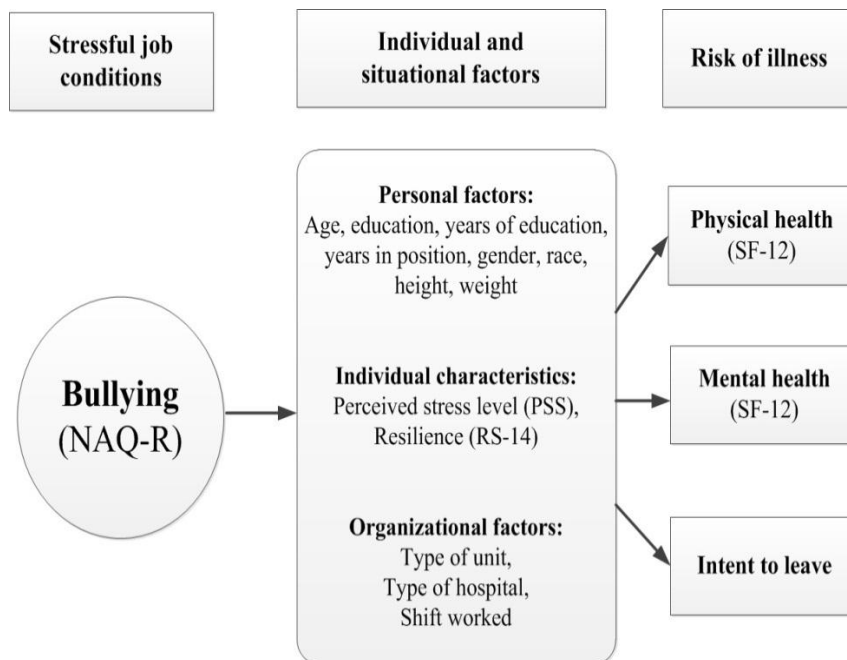 Stressful job
conditions
Individual and
situational factors
Risk of illness
Bullying
(NAQ-R)
Personal factors:
Age, education, years of education,
years in position, gender, race,
height, weight
Individual characteristics:
Perceived stress level (PSS),
Resilience (RS-14)
Organizational factors:
Type of unit,
Type of hospital,
Shift worked
Physical health
(SF-12)
Mental health
(SF-12)
Intent to leave